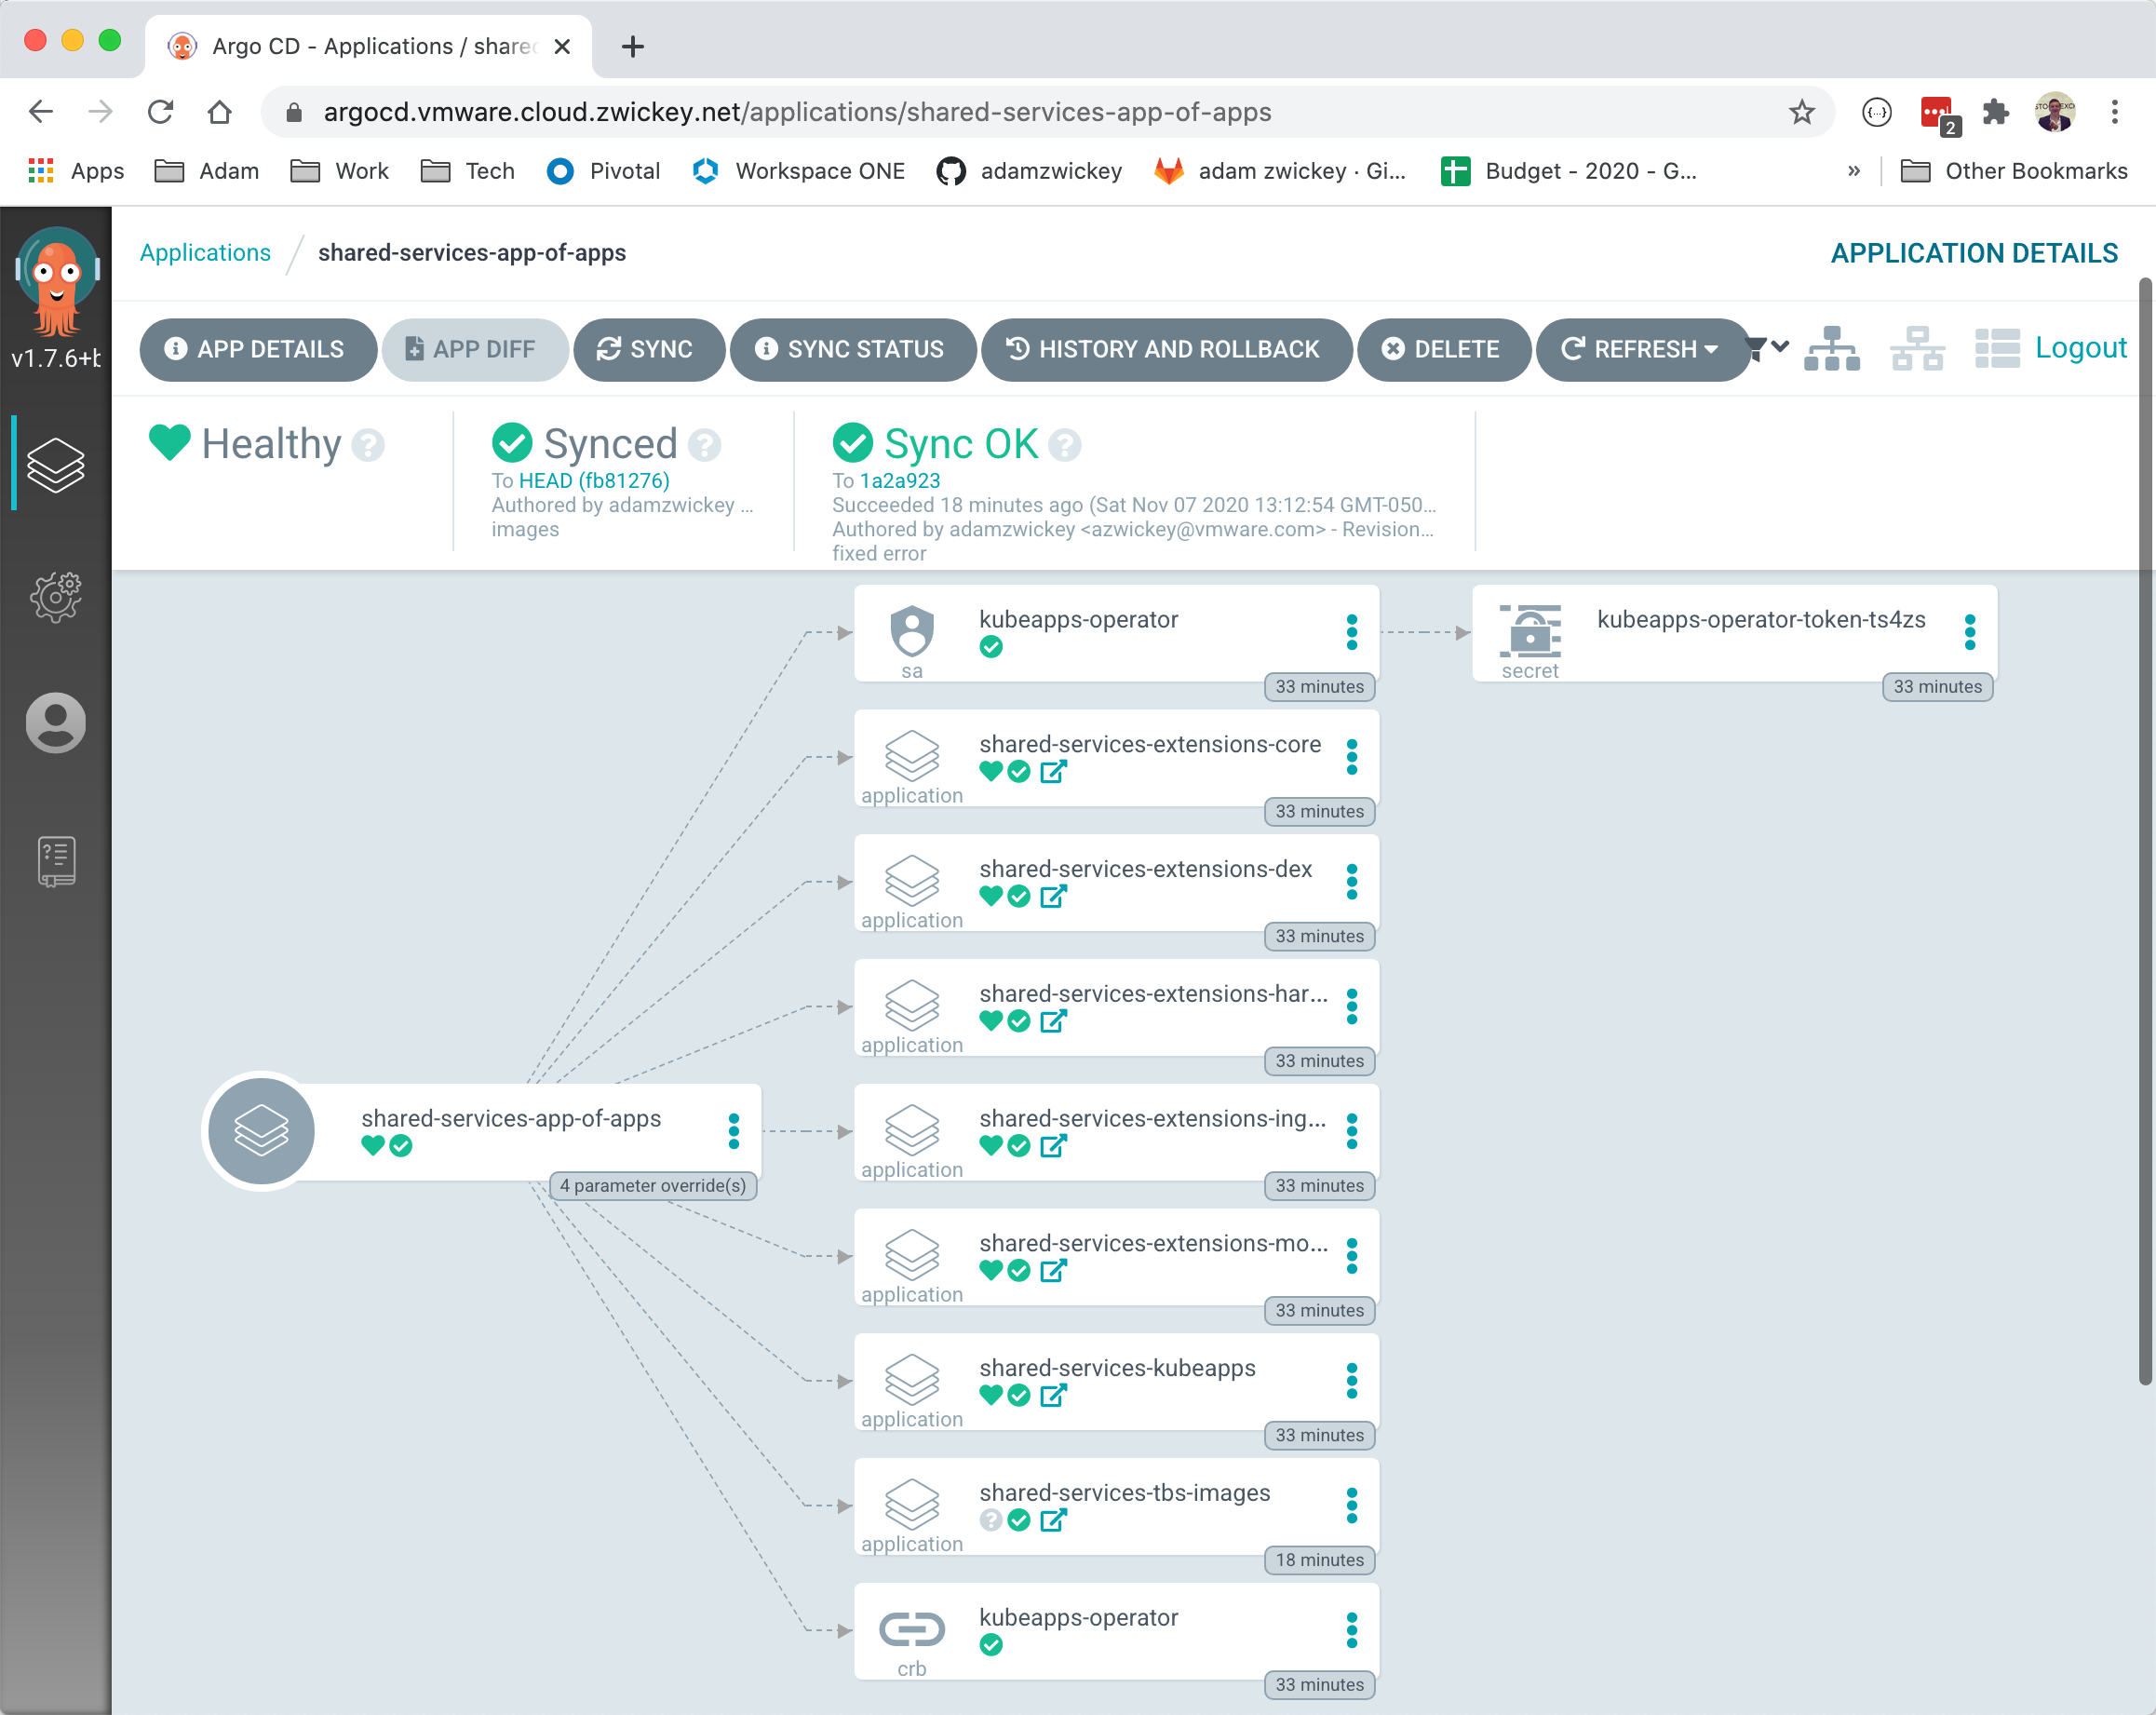 Argo CD - Applications / share
argocd.vmware.cloud.zwickey.net/applications/shared-services-app-of-apps
2
Apps Adam Work Tech Pivotal Workspace ONE adamzwickey adam zwickey · Gi... Budget - 2020 - G... » Other Bookmarks
Applications / shared-services-app-of-apps
APPLICATION DETAILS
v1.7.6+b
APP DETAILS APP DIFF SYNC SYNC STATUS HISTORY AND ROLLBACK DELETE REFRESH Logout
Healthy ?
Synced ?
To HEAD (fb81276)
Authored by adamzwickey ...
images
Sync OK ?
To 1a2a923
Succeeded 18 minutes ago (Sat Nov 07 2020 13:12:54 GMT-050...
Authored by adamzwickey <azwickey@vmware.com> - Revision...
fixed error
shared-services-app-of-apps
4 parameter override(s)
kubeapps-operator
sa
33 minutes
kubeapps-operator-token-ts4zs
secret
33 minutes
shared-services-extensions-core
application
33 minutes
shared-services-extensions-dex
application
33 minutes
shared-services-extensions-har...
application
33 minutes
shared-services-extensions-ing...
application
33 minutes
shared-services-extensions-mo...
application
33 minutes
shared-services-kubeapps
application
33 minutes
shared-services-tbs-images
?
application
18 minutes
kubeapps-operator
crb
33 minutes